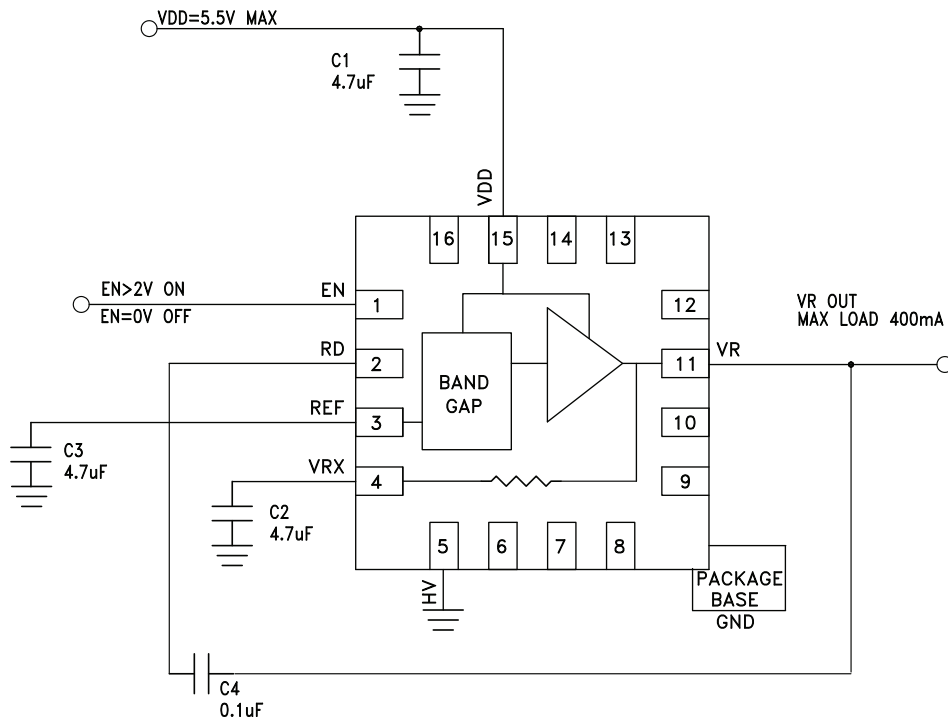 VDD=5.5V MAX
C1
4.7uF
VDD
16
15
14
13
EN>2V ON
EN=0V OFF
EN
1
12
VR OUT
MAX LOAD 400mA
RD
2
11
VR
BAND
GAP
REF
3
10
C3
4.7uF
VRX
4
9
C2
4.7uF
5
6
7
8
HV
PACKAGE
BASE
GND
C4
0.1uF